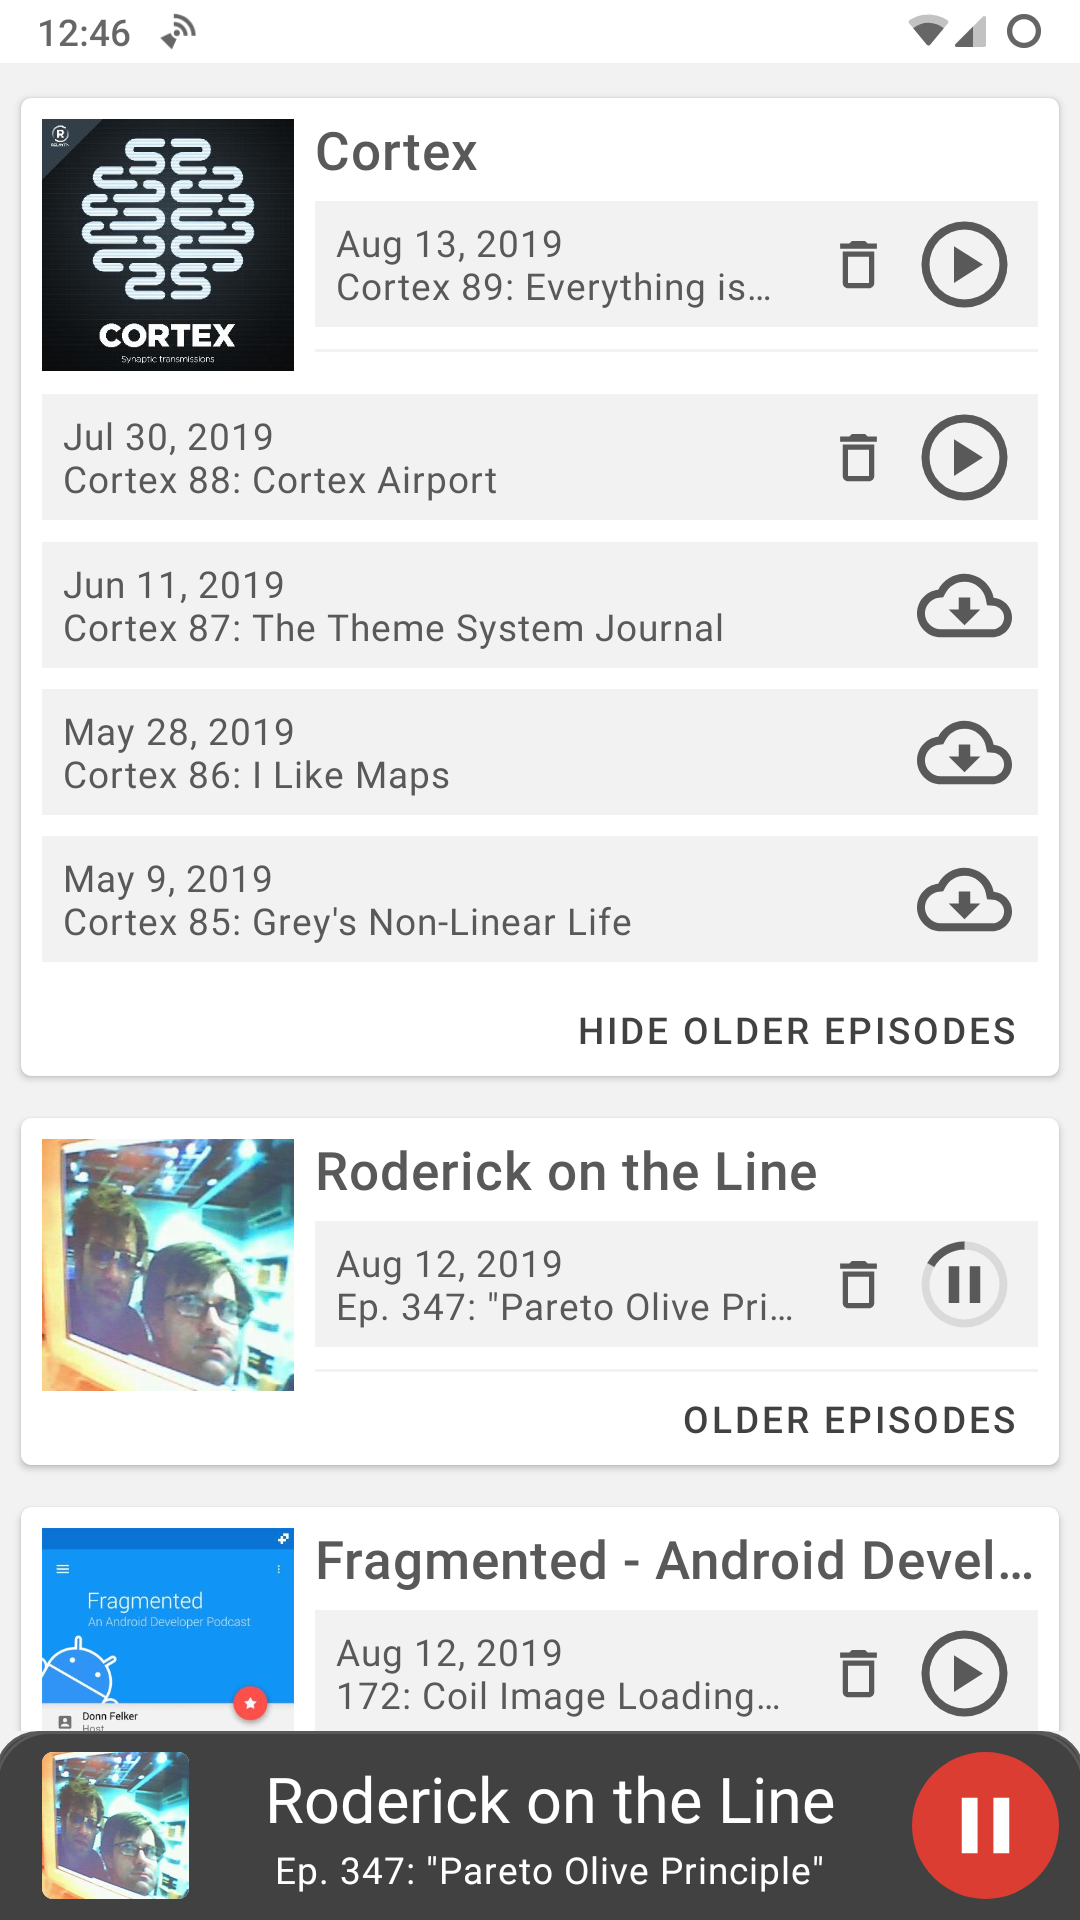 12:46
Cortex
CORTEX
Synaptic transmissions
Aug 13, 2019
Cortex 89: Everything is...
Jul 30, 2019
Cortex 88: Cortex Airport
Jun 11, 2019
Cortex 87: The Theme System Journal
May 28, 2019
Cortex 86: I Like Maps
May 9, 2019
Cortex 85: Grey's Non-Linear Life
HIDE OLDER EPISODES
Roderick on the Line
Aug 12, 2019
Ep. 347: "Pareto Olive Pri...
OLDER EPISODES
Fragmented - Android Devel...
Fragmented
An Android Developer Podcast
Donn Felker
Host
Aug 12, 2019
172: Coil Image Loading...
Roderick on the Line
Ep. 347: "Pareto Olive Principle"